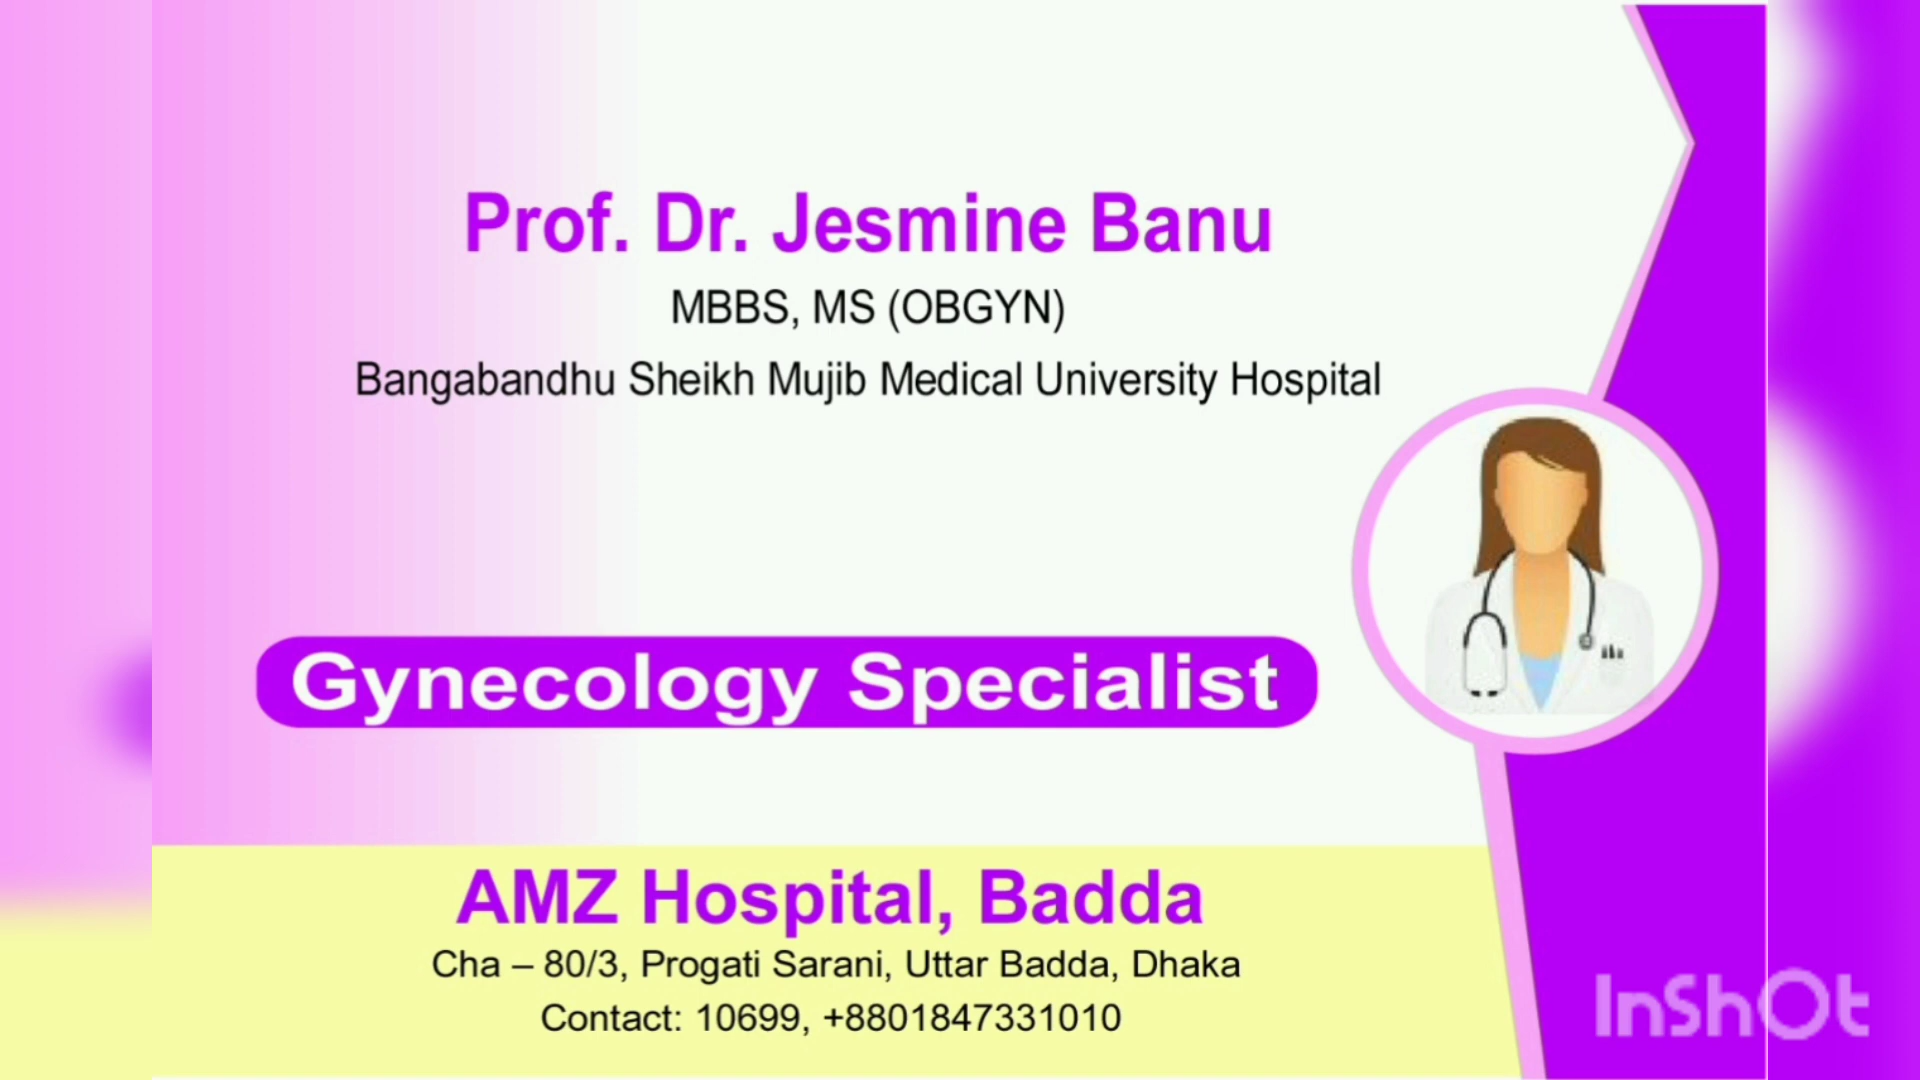 Prof. Dr. Jesmine Banu
MBBS, MS (OBGYN)
Bangabandhu Sheikh Mujib Medical University Hospital
Gynecology Specialist
AMZ Hospital, Badda
Cha – 80/3, Progati Sarani, Uttar Badda, Dhaka
Contact: 10699, +8801847331010
InShOt